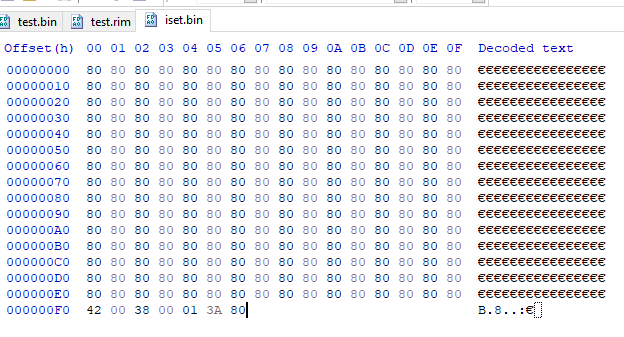 test.bin test.rim iset.bin
Offset(h) 00 01 02 03 04 05 06 07 08 09 0A 0B 0C 0D 0E 0F Decoded text
00000000 80 80 80 80 80 80 80 80 80 80 80 80 80 80 80 80 €€€€€€€€€€€€€€€€
00000010 80 80 80 80 80 80 80 80 80 80 80 80 80 80 80 80 €€€€€€€€€€€€€€€€
00000020 80 80 80 80 80 80 80 80 80 80 80 80 80 80 80 80 €€€€€€€€€€€€€€€€
00000030 80 80 80 80 80 80 80 80 80 80 80 80 80 80 80 80 €€€€€€€€€€€€€€€€
00000040 80 80 80 80 80 80 80 80 80 80 80 80 80 80 80 80 €€€€€€€€€€€€€€€€
00000050 80 80 80 80 80 80 80 80 80 80 80 80 80 80 80 80 €€€€€€€€€€€€€€€€
00000060 80 80 80 80 80 80 80 80 80 80 80 80 80 80 80 80 €€€€€€€€€€€€€€€€
00000070 80 80 80 80 80 80 80 80 80 80 80 80 80 80 80 80 €€€€€€€€€€€€€€€€
00000080 80 80 80 80 80 80 80 80 80 80 80 80 80 80 80 80 €€€€€€€€€€€€€€€€
00000090 80 80 80 80 80 80 80 80 80 80 80 80 80 80 80 80 €€€€€€€€€€€€€€€€
000000A0 80 80 80 80 80 80 80 80 80 80 80 80 80 80 80 80 €€€€€€€€€€€€€€€€
000000B0 80 80 80 80 80 80 80 80 80 80 80 80 80 80 80 80 €€€€€€€€€€€€€€€€
000000C0 80 80 80 80 80 80 80 80 80 80 80 80 80 80 80 80 €€€€€€€€€€€€€€€€
000000D0 80 80 80 80 80 80 80 80 80 80 80 80 80 80 80 80 €€€€€€€€€€€€€€€€
000000E0 80 80 80 80 80 80 80 80 80 80 80 80 80 80 80 80 €€€€€€€€€€€€€€€€
000000F0 42 00 38 00 01 3A 80 B.8..:€